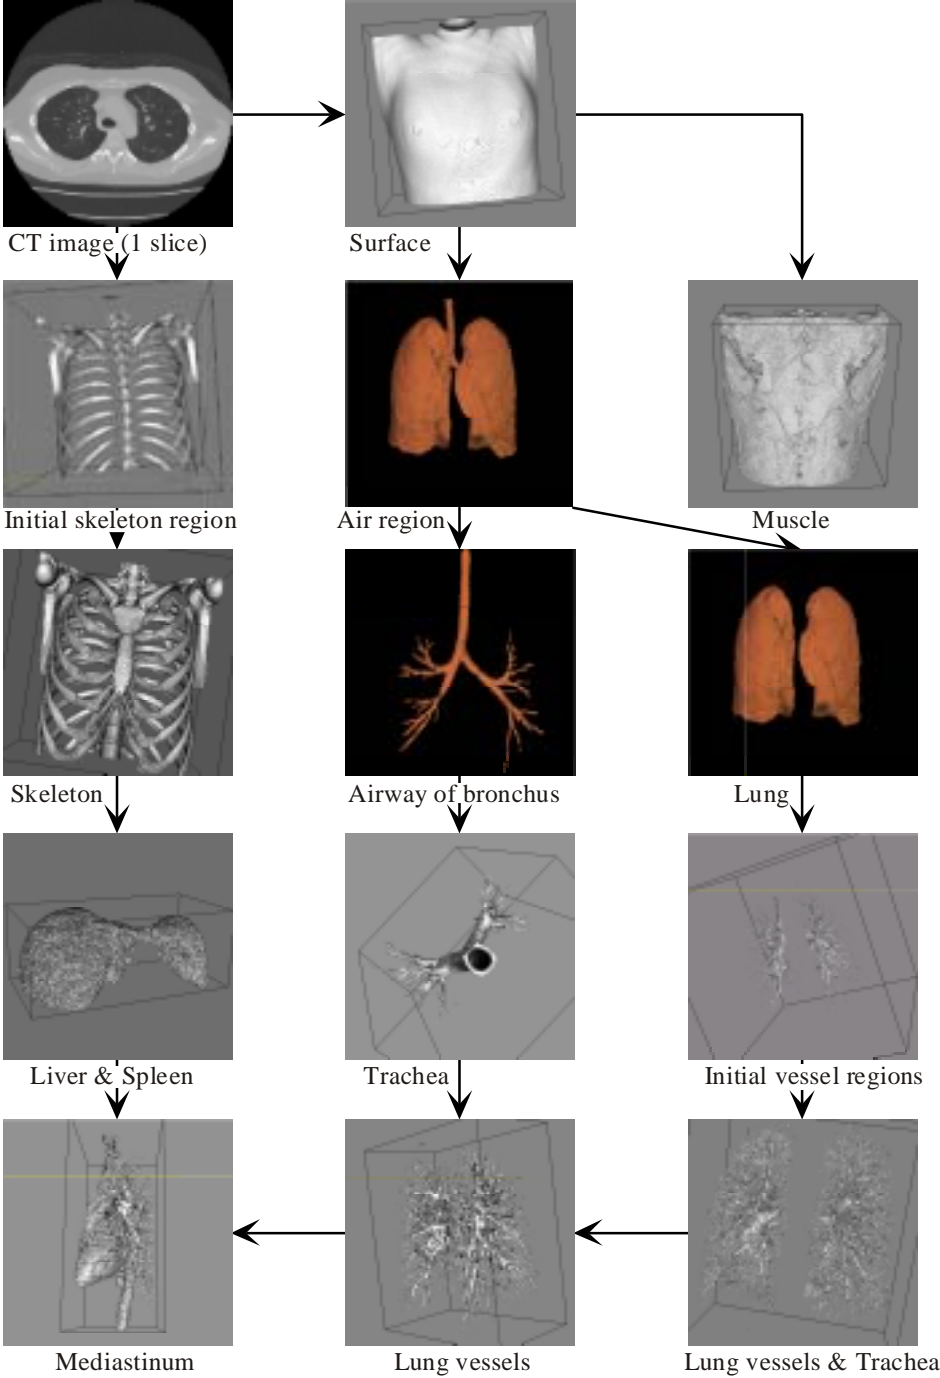 CT image (1 slice)
Surface
Initial skeleton region
Air region
Muscle
Skeleton
Airway of bronchus
Lung
Liver & Spleen
Trachea
Initial vessel regions
Mediastinum
Lung vessels
Lung vessels & Trachea